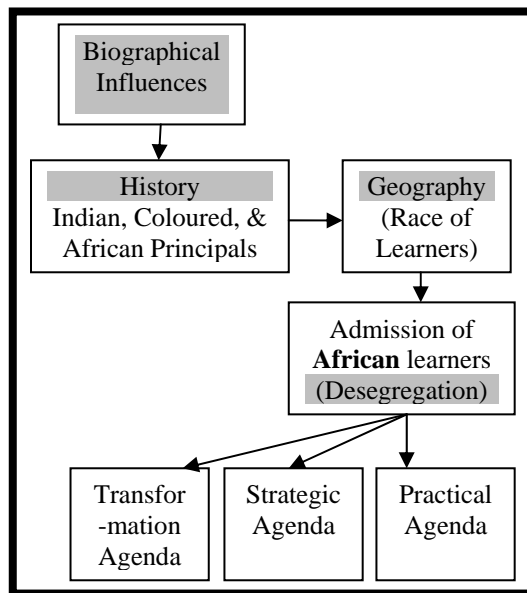 Biographical
Influences
History
Indian, Coloured, &
African Principals
Geography
(Race of
Learners)
Admission of
African learners
(Desegregation)
Transfor
-mation
Agenda
Strategic
Agenda
Practical
Agenda